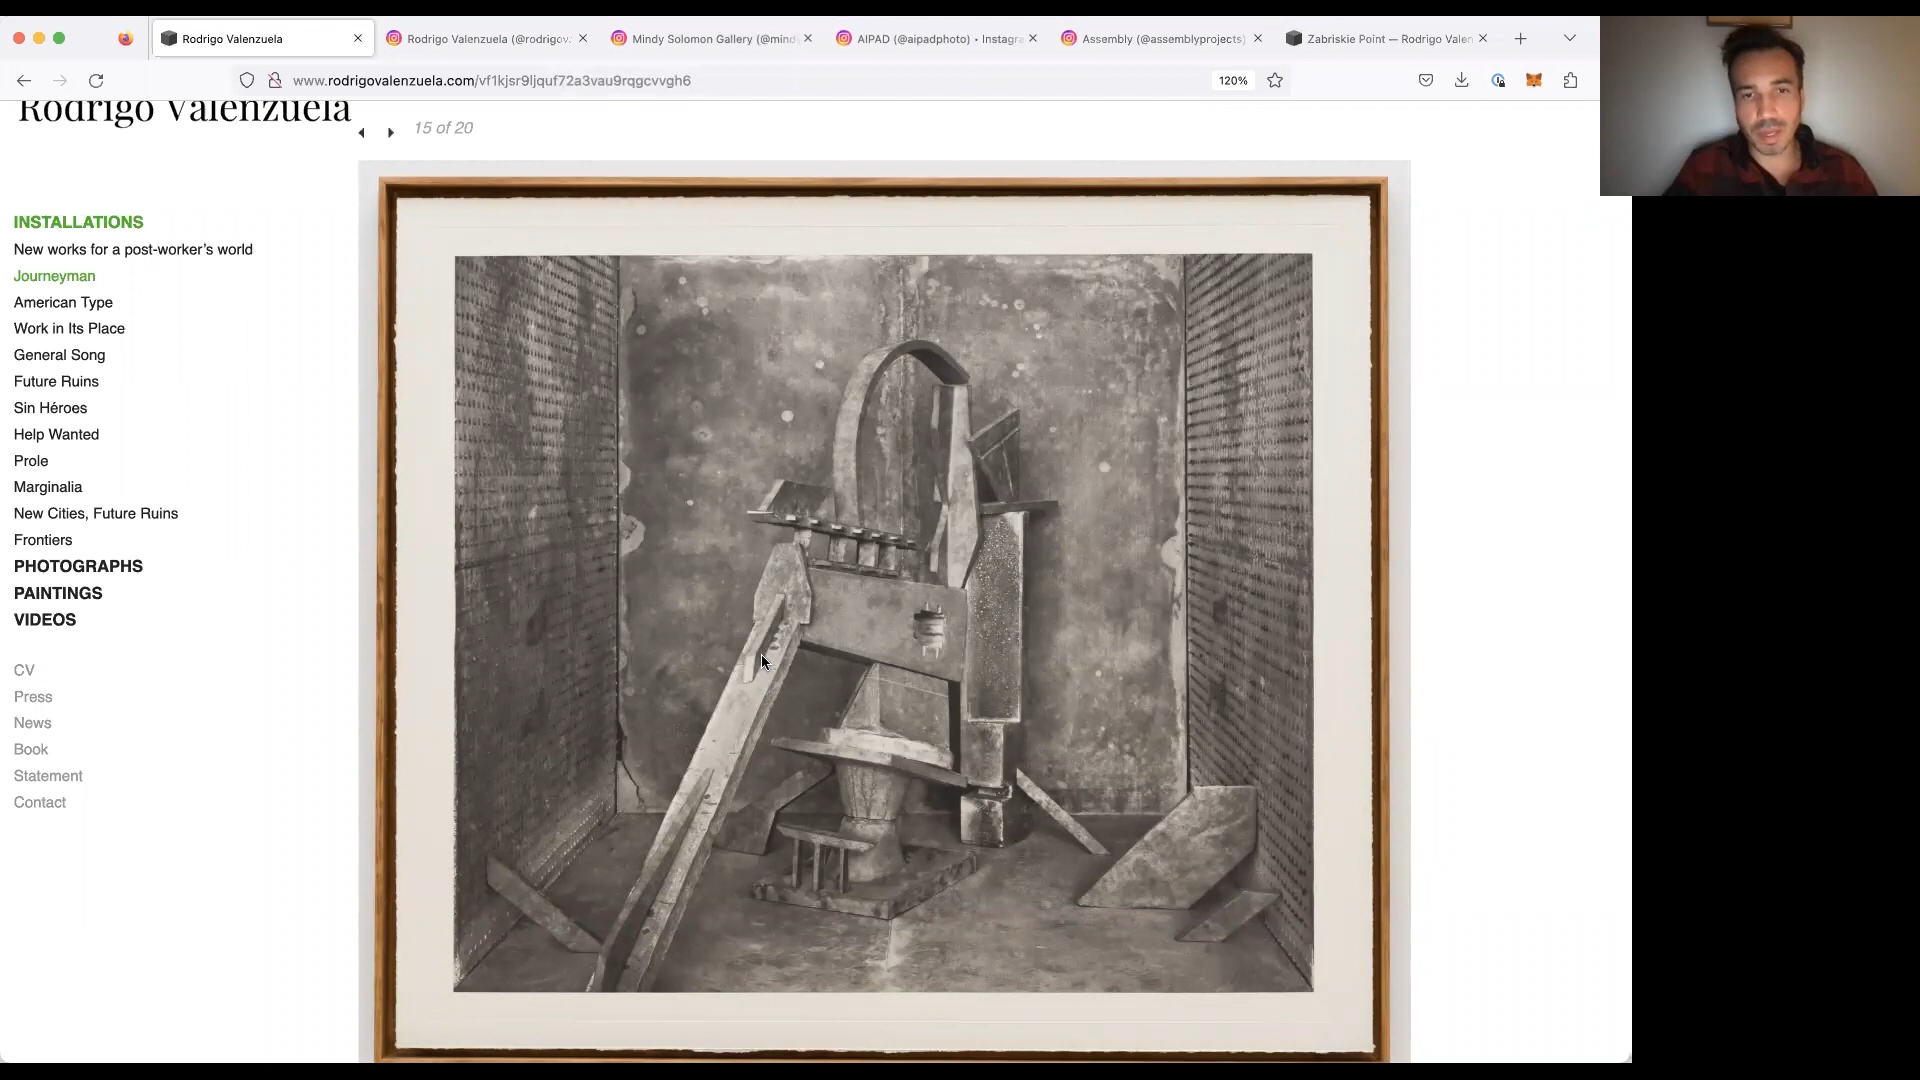 Rodrigo Valenzuela
Rodrigo Valenzuela (@rodrigov.
Mindy Solomon Gallery (@mind
AIPAD (@aipadphoto) • Instagra
Assembly (@assemblyprojects)
Zabriskie Point — Rodrigo Valen
www.rodrigovalenzuela.com/vf1kjsr9ljquf72a3vau9rqgcvvgh6
120%
Rodrigo Valenzuela
15 of 20
INSTALLATIONS
New works for a post-worker’s world
Journeyman
American Type
Work in Its Place
General Song
Future Ruins
Sin Héroes
Help Wanted
Prole
Marginalia
New Cities, Future Ruins
Frontiers
PHOTOGRAPHS
PAINTINGS
VIDEOS
CV
Press
News
Book
Statement
Contact